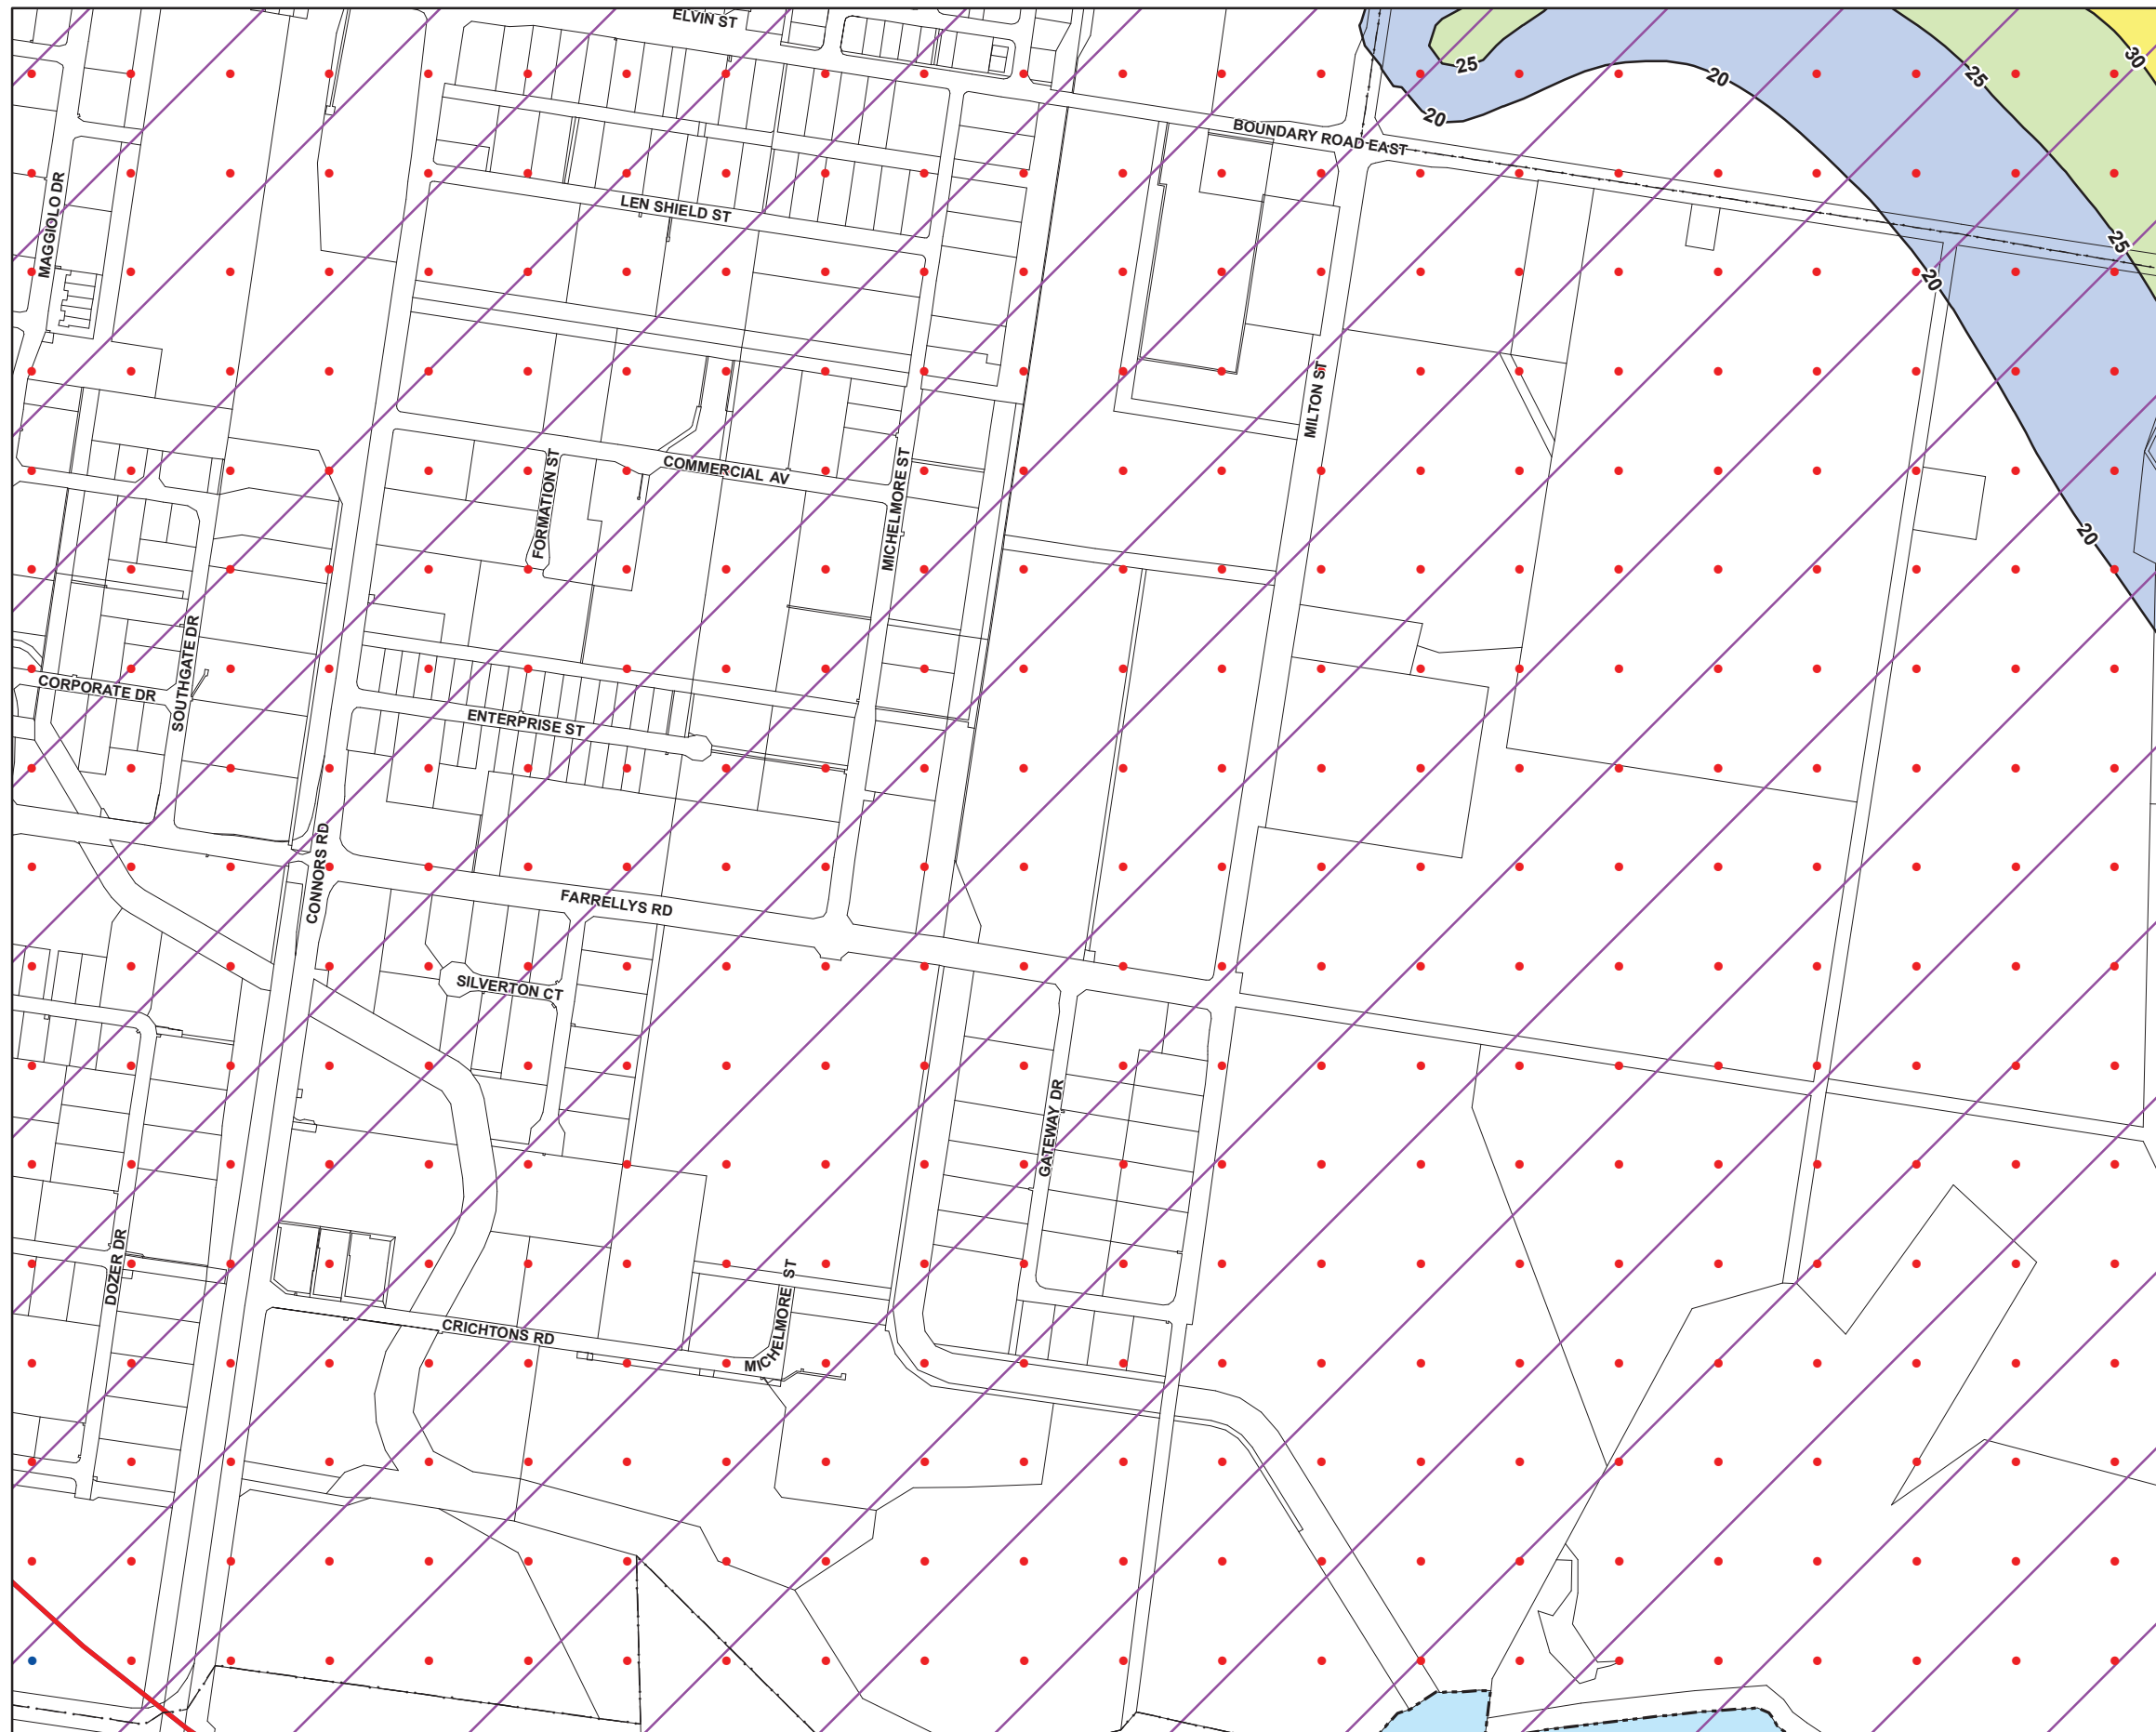 ELVIN ST
25
20
20
25
30
BOUNDARY ROAD EAST
MAGGIOLO DR
LEN SHIELD ST
25
20
MILTON ST
COMMERCIAL AV
FORMATION ST
MICHELMORE ST
20
SOUTHGATE DR
CORPORATE DR
ENTERPRISE ST
CONNORS RD
FARRELLYS RD
SILVERTON CT
GATEWAY DR
DOZER DR
CRICHTONS RD
MICHELMORE ST